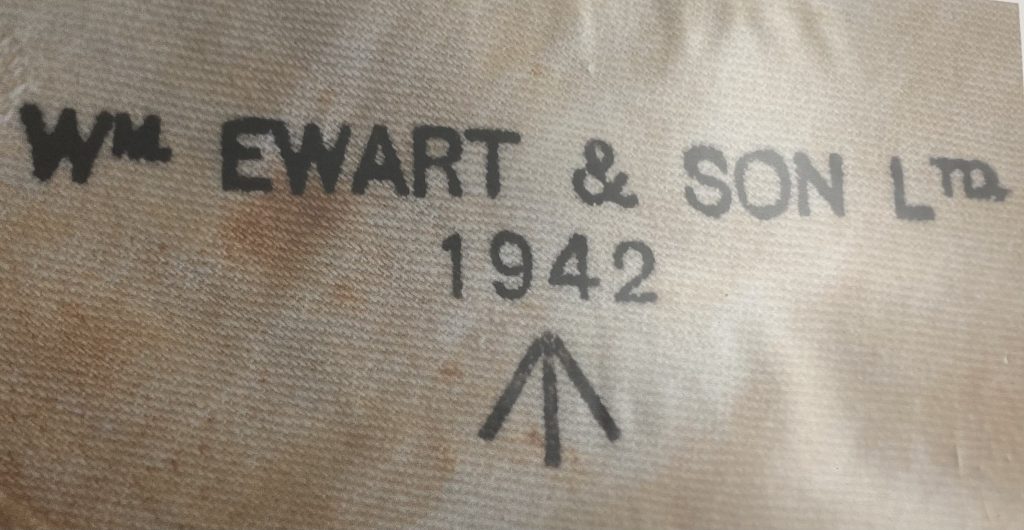 Wm. EWART & SON LTD.
1942